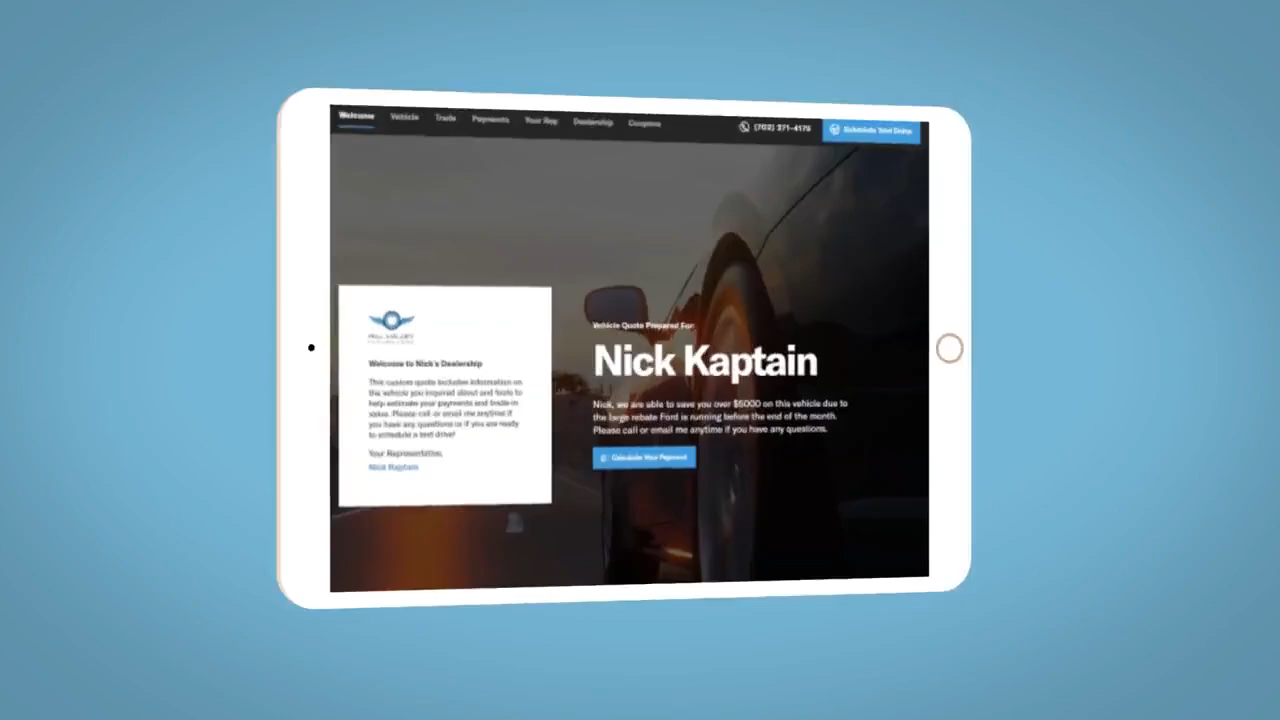 Welcome Vehicle Trade Payments Your Rep Dealership Coupons (702) 271-4175 Schedule Test Drive
Welcome to Nick's Dealership
This custom quote includes information on
the vehicle you inquired about and tools to
help estimate your payments and trade-in
value. Please call or email me anytime if
you have any questions or if you are ready
to schedule a test drive!
Your Representative,
Nick Kaptain
Vehicle Quote Prepared For:
Nick Kaptain
Nick, we are able to save you over $5000 on this vehicle due to
the large rebate Ford is running before the end of the month.
Please call or email me anytime if you have any questions.
Calculate Your Payment